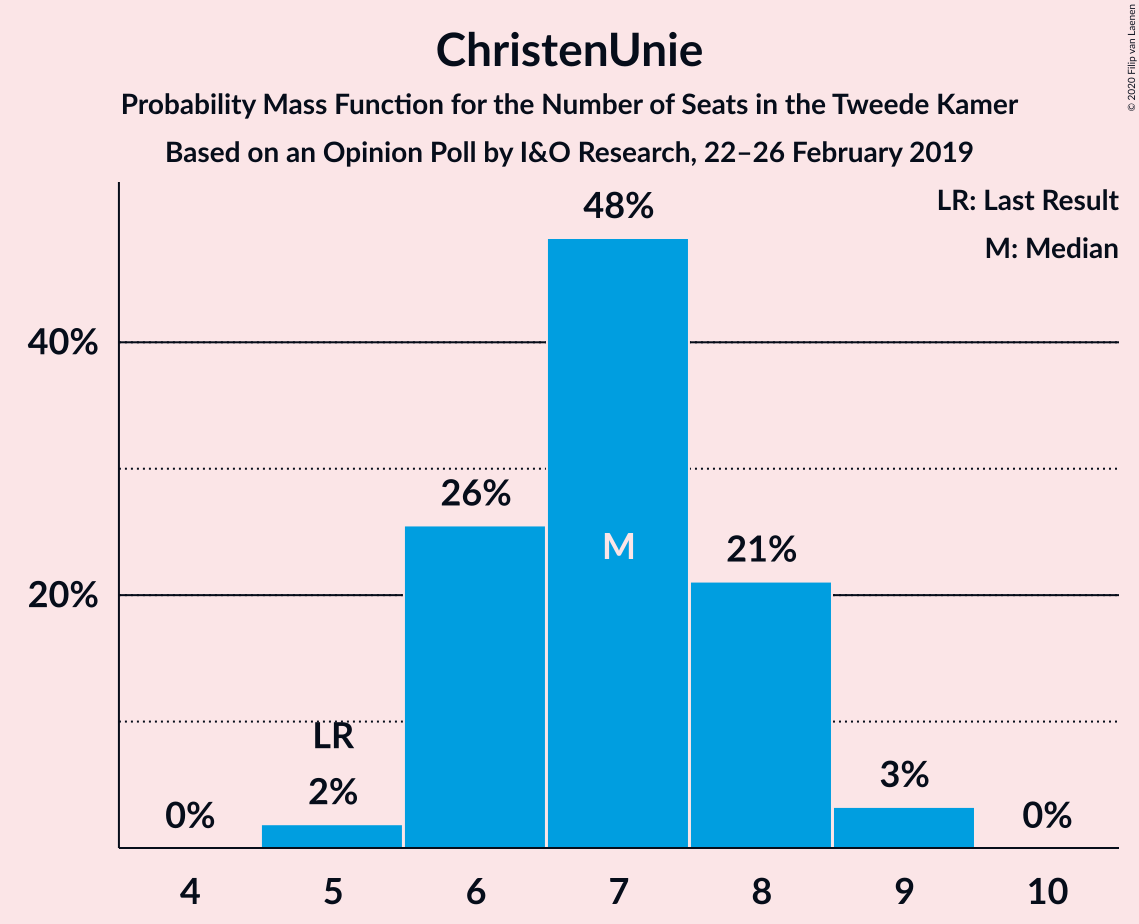 ChristenUnie
Probability Mass Function for the Number of Seats in the Tweede Kamer
Based on an Opinion Poll by I&O Research, 22–26 February 2019
© 2020 Filip van Laenen
LR: Last Result
M: Median
48%
40%
26%
M
21%
20%
LR
2%
3%
0%
0%
4 5 6 7 8 9 10